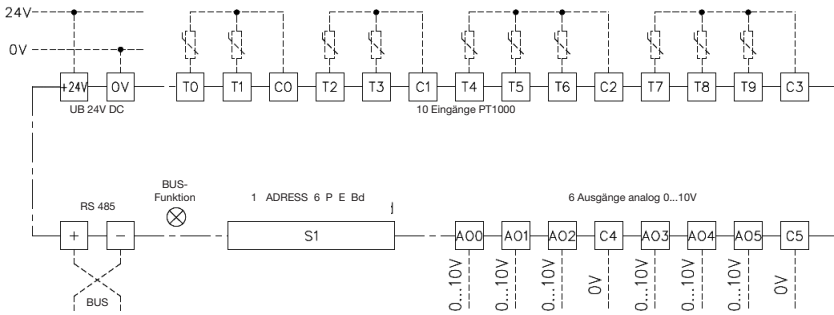 24V
0V
+24V 0V T0 T1 C0 T2 T3 C1 T4 T5 T6 C2 T7 T8 T9 C3
UB 24V DC
10 Eingänge PT1000
RS 485
BUS-
Funktion
1 ADRESS 6 P E Bd
6 Ausgänge analog 0...10V
+ − S1 AO0 AO1 AO2 C4 AO3 AO4 AO5 C5
0...10V 0...10V 0...10V 0V 0...10V 0...10V 0...10V 0V
BUS